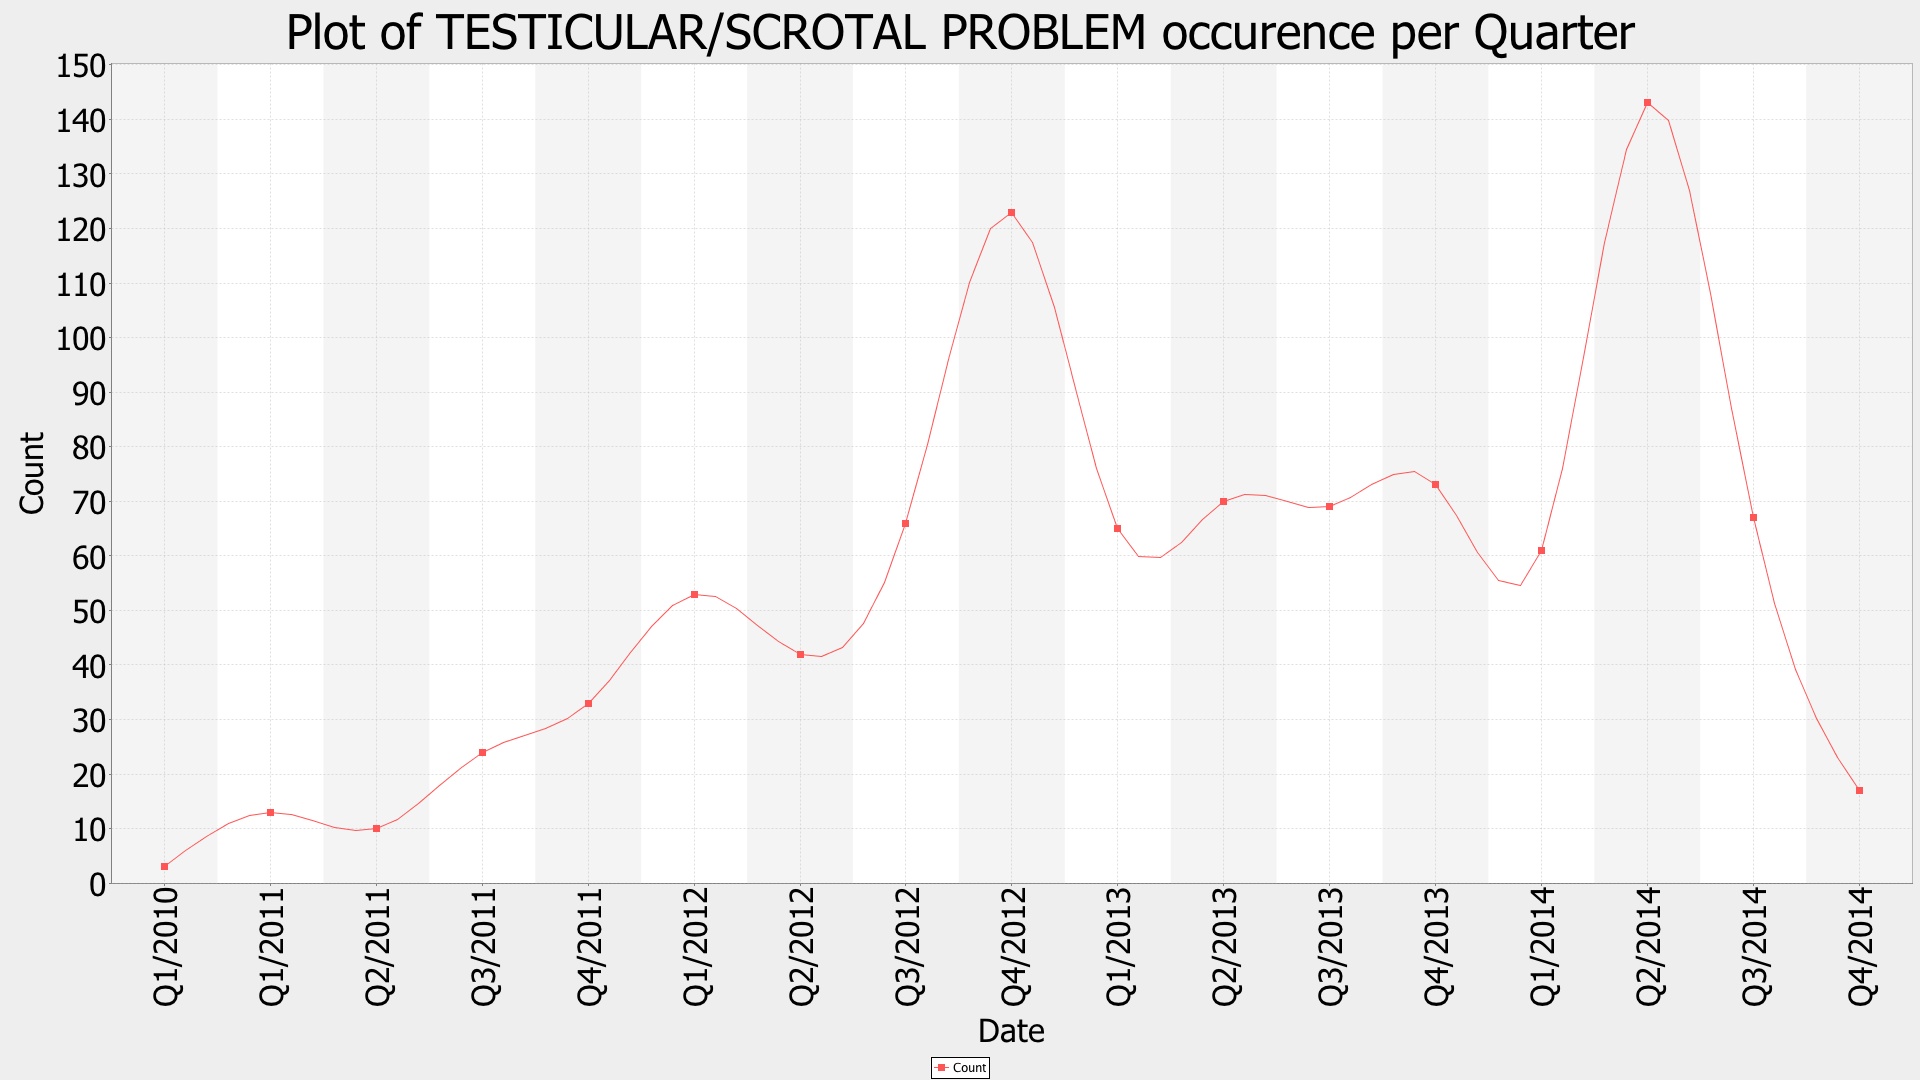 Plot of TESTICULAR/SCROTAL PROBLEM occurence per Quarter
150
140
130
120
110
100
90
80
70
60
50
40
30
20
10
0
Count
Q1/2010
Q1/2011
Q2/2011
Q3/2011
Q4/2011
Q1/2012
Q2/2012
Q3/2012
Q4/2012
Q1/2013
Q2/2013
Q3/2013
Q4/2013
Q1/2014
Q2/2014
Q3/2014
Q4/2014
Date
Count